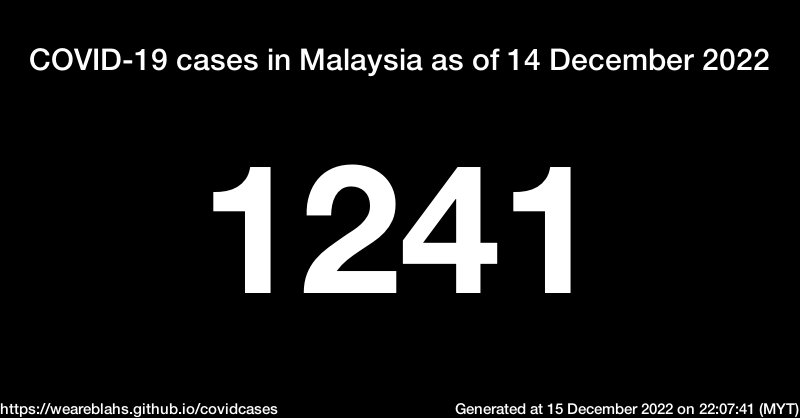 COVID-19 cases in Malaysia as of 14 December 2022
1241
https://weareblahs.github.io/covidcases
Generated at 15 December 2022 on 22:07:41 (MYT)